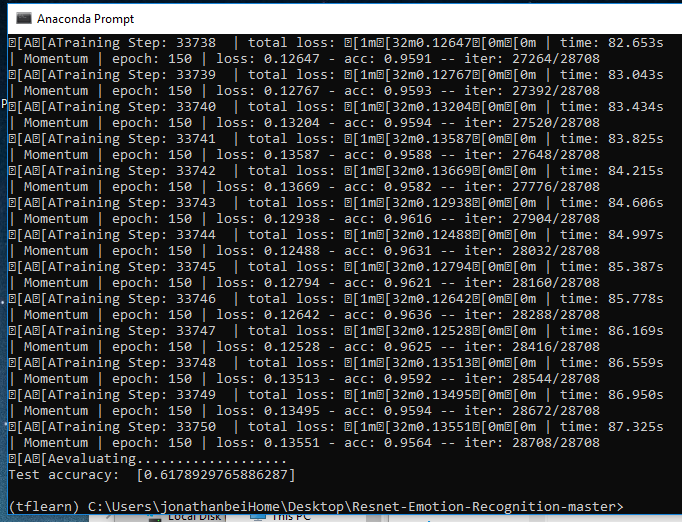 Anaconda Prompt
�[A�[ATraining Step: 33738  | total loss: �[1m�[32m0.12647�[0m�[0m | time: 82.653s
| Momentum | epoch: 150 | loss: 0.12647 - acc: 0.9591 -- iter: 27264/28708
�[A�[ATraining Step: 33739  | total loss: �[1m�[32m0.12767�[0m�[0m | time: 83.043s
| Momentum | epoch: 150 | loss: 0.12767 - acc: 0.9593 -- iter: 27392/28708
�[A�[ATraining Step: 33740  | total loss: �[1m�[32m0.13204�[0m�[0m | time: 83.434s
| Momentum | epoch: 150 | loss: 0.13204 - acc: 0.9594 -- iter: 27520/28708
�[A�[ATraining Step: 33741  | total loss: �[1m�[32m0.13587�[0m�[0m | time: 83.825s
| Momentum | epoch: 150 | loss: 0.13587 - acc: 0.9588 -- iter: 27648/28708
�[A�[ATraining Step: 33742  | total loss: �[1m�[32m0.13669�[0m�[0m | time: 84.215s
| Momentum | epoch: 150 | loss: 0.13669 - acc: 0.9582 -- iter: 27776/28708
�[A�[ATraining Step: 33743  | total loss: �[1m�[32m0.12938�[0m�[0m | time: 84.606s
| Momentum | epoch: 150 | loss: 0.12938 - acc: 0.9616 -- iter: 27904/28708
�[A�[ATraining Step: 33744  | total loss: �[1m�[32m0.12488�[0m�[0m | time: 84.997s
| Momentum | epoch: 150 | loss: 0.12488 - acc: 0.9631 -- iter: 28032/28708
�[A�[ATraining Step: 33745  | total loss: �[1m�[32m0.12794�[0m�[0m | time: 85.387s
| Momentum | epoch: 150 | loss: 0.12794 - acc: 0.9621 -- iter: 28160/28708
�[A�[ATraining Step: 33746  | total loss: �[1m�[32m0.12642�[0m�[0m | time: 85.778s
| Momentum | epoch: 150 | loss: 0.12642 - acc: 0.9636 -- iter: 28288/28708
�[A�[ATraining Step: 33747  | total loss: �[1m�[32m0.12528�[0m�[0m | time: 86.169s
| Momentum | epoch: 150 | loss: 0.12528 - acc: 0.9625 -- iter: 28416/28708
�[A�[ATraining Step: 33748  | total loss: �[1m�[32m0.13513�[0m�[0m | time: 86.559s
| Momentum | epoch: 150 | loss: 0.13513 - acc: 0.9592 -- iter: 28544/28708
�[A�[ATraining Step: 33749  | total loss: �[1m�[32m0.13495�[0m�[0m | time: 86.950s
| Momentum | epoch: 150 | loss: 0.13495 - acc: 0.9594 -- iter: 28672/28708
�[A�[ATraining Step: 33750  | total loss: �[1m�[32m0.13551�[0m�[0m | time: 87.325s
| Momentum | epoch: 150 | loss: 0.13551 - acc: 0.9564 -- iter: 28708/28708
�[A�[Aevaluating...................
Test accuracy:  [0.6178929765886287]
(tflearn) C:\Users\jonathanbeiHome\Desktop\Resnet-Emotion-Recognition-master>
Local Disk
This PC